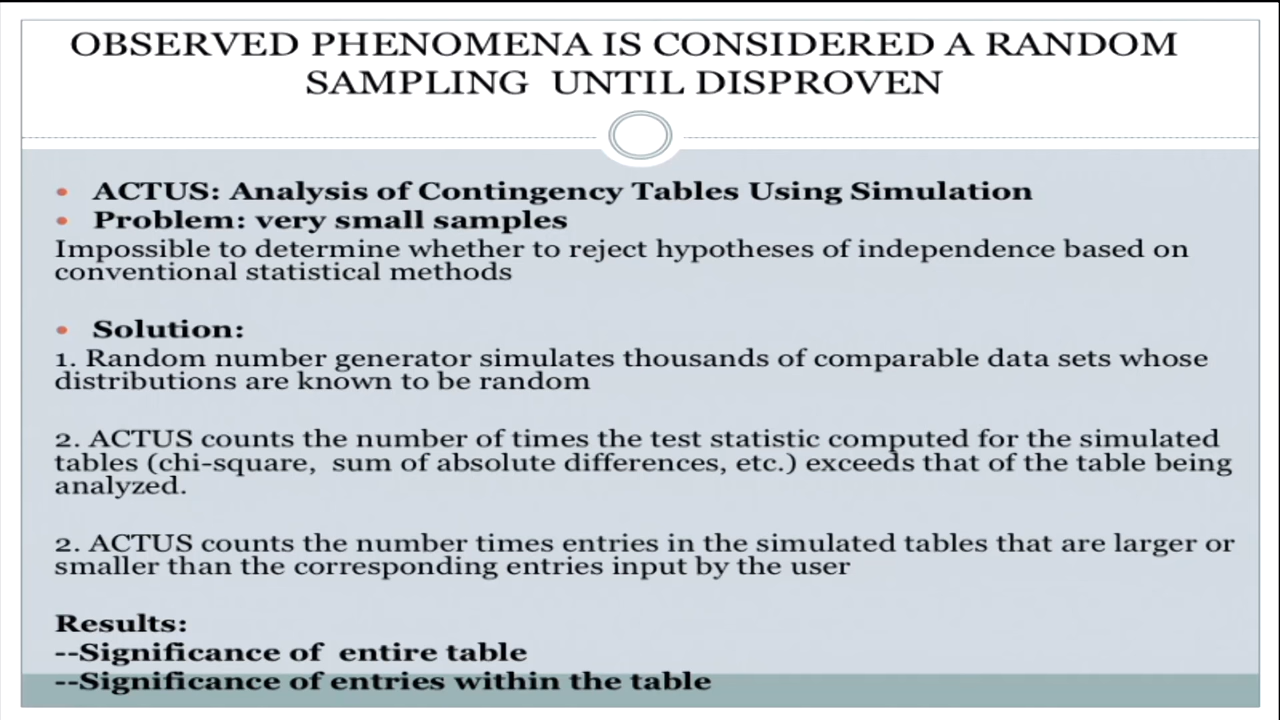 OBSERVED PHENOMENA IS CONSIDERED A RANDOM
SAMPLING UNTIL DISPROVEN
• ACTUS: Analysis of Contingency Tables Using Simulation
• Problem: very small samples
Impossible to determine whether to reject hypotheses of independence based on
conventional statistical methods
• Solution:
1. Random number generator simulates thousands of comparable data sets whose
distributions are known to be random
2. ACTUS counts the number of times the test statistic computed for the simulated
tables (chi-square, sum of absolute differences, etc.) exceeds that of the table being
analyzed.
2. ACTUS counts the number times entries in the simulated tables that are larger or
smaller than the corresponding entries input by the user
Results:
--Significance of entire table
--Significance of entries within the table